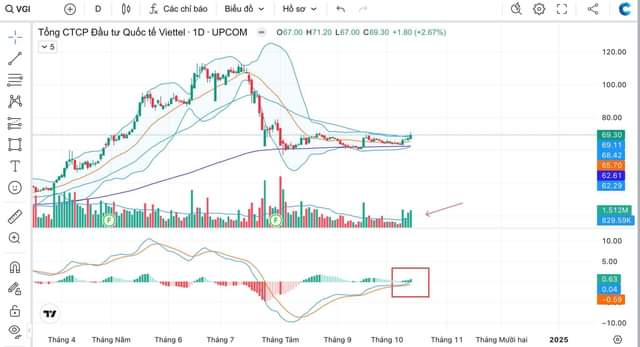 VGI
D
Các chỉ báo
Biểu đồ
Hồ sơ
Tổng CTCP Đầu tư Quốc tế Viettel · 1D · UPCOM
O67.00 H71.20 L67.00 C69.30 +1.80 (+2.67%)
5
120.00
100.00
80.00
69.30
69.11
68.42
65.70
62.61
62.29
1.512M
829.59K
F
F
10.00
5.00
0.63
0.04
−0.59
−5.00
−10.00
Tháng 4
Tháng Năm
Tháng 6
Tháng 7
Tháng Tám
Tháng 9
Tháng 10
Tháng 11
Tháng Mười hai
2025